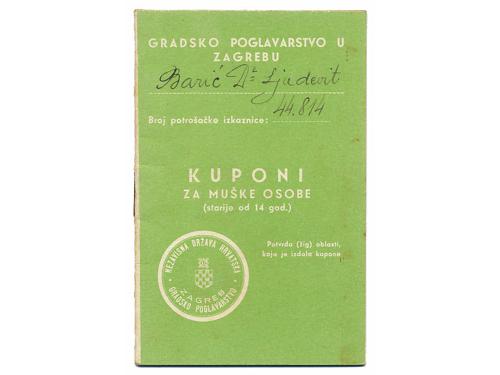 GRADSKO POGLAVARSTVO U
ZAGREBU
Barić Dr Ljudevit
Broj potrošačke izkaznice: 44.814
KUPONI
ZA MUŠKE OSOBE
(starije od 14 god.)
Potvrda (žig) oblasti,
koja je izdala kupone
NEZAVISNA DRŽAVA HRVATSKA
ZAGREB
GRADSKO POGLAVARSTVO